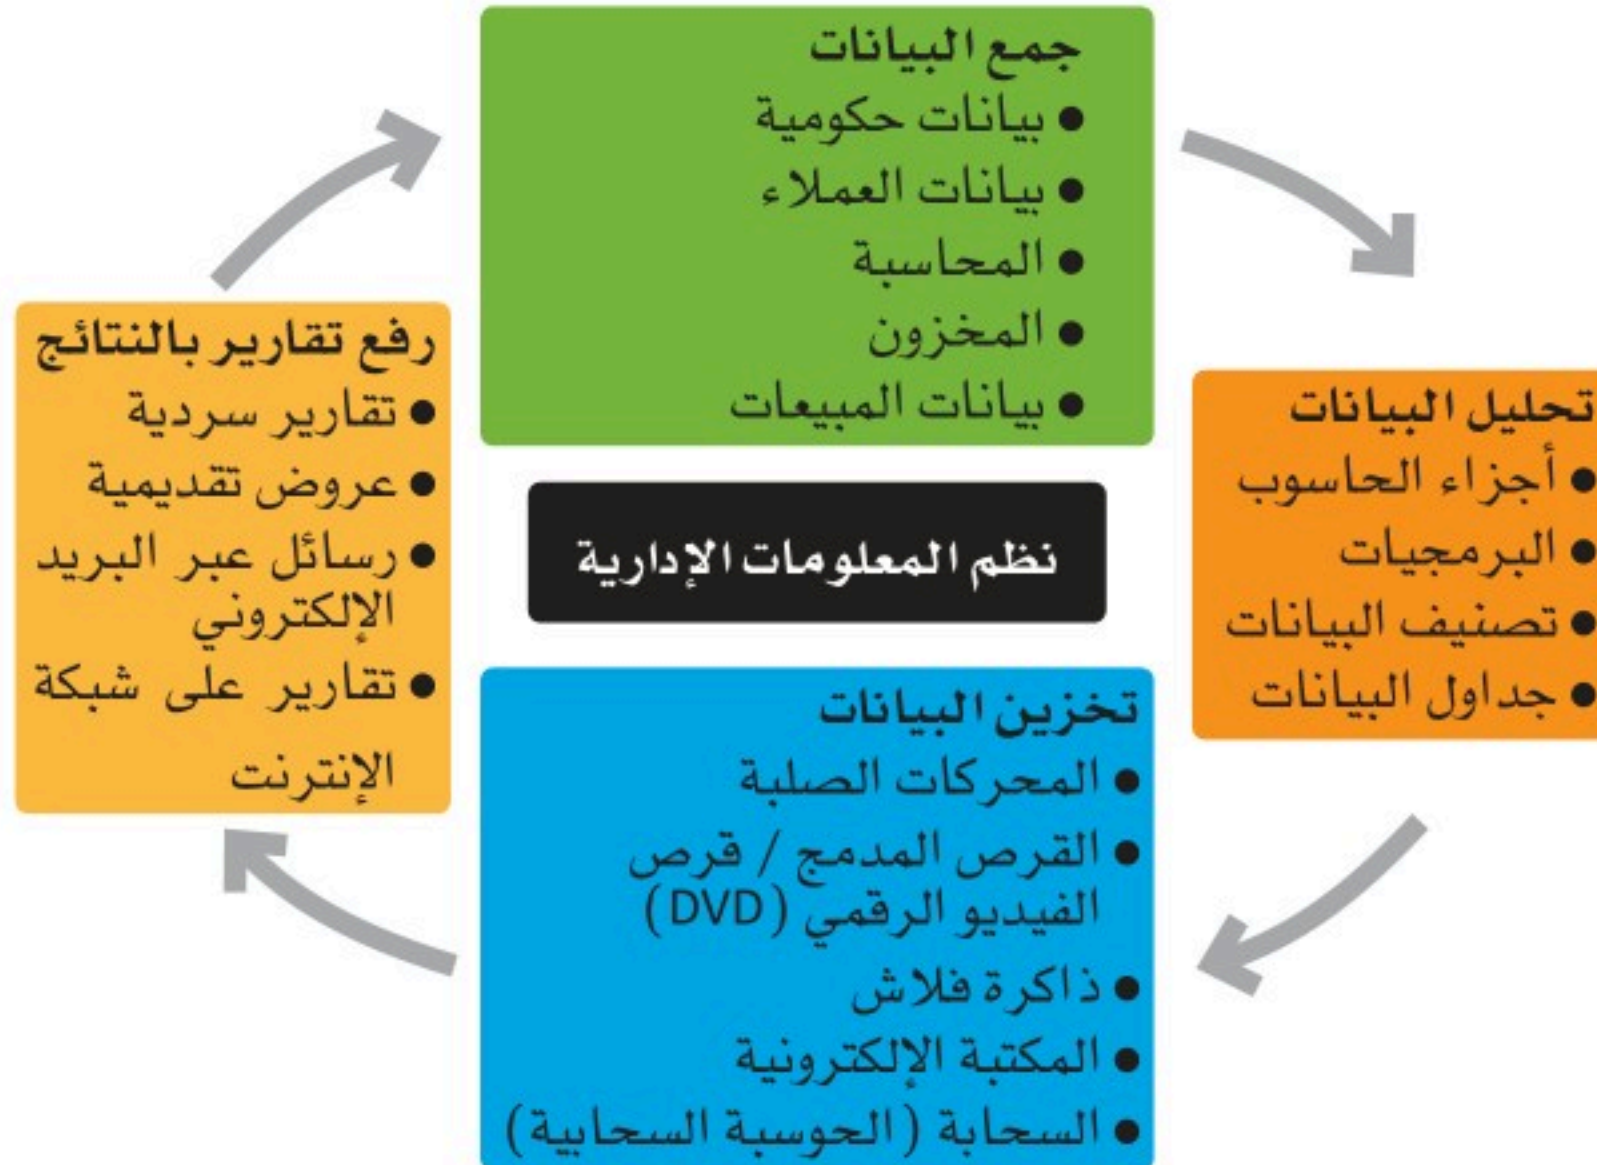 جمع البيانات
• بيانات حكومية
• بيانات العملاء
• المحاسبة
• المخزون
• بيانات المبيعات
تحليل البيانات
• أجزاء الحاسوب
• البرمجيات
• تصنيف البيانات
• جداول البيانات
نظم المعلومات الإدارية
تخزين البيانات
• المحركات الصلبة
• القرص المدمج / قرص
الفيديو الرقمي (DVD)
• ذاكرة فلاش
• المكتبة الإلكترونية
• السحابة (الحوسبة السحابية)
رفع تقارير بالنتائج
• تقارير سردية
• عروض تقديمية
• رسائل عبر البريد
الإلكتروني
• تقارير على شبكة
الإنترنت